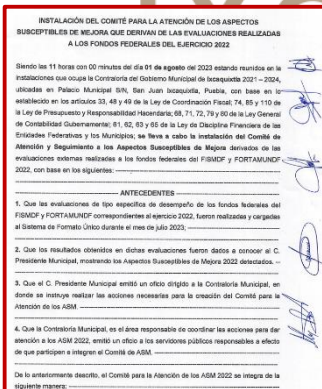 INSTALACIÓN DEL COMITÉ PARA LA ATENCIÓN DE LOS ASPECTOS
SUSCEPTIBLES DE MEJORA QUE DERIVAN DE LAS EVALUACIONES REALIZADAS
A LOS FONDOS FEDERALES DEL EJERCICIO 2022
Siendo las 11 horas con 00 minutos del día 01 de agosto del 2023 estando reunidos en la
instalaciones que ocupa la Contraloría del Gobierno Municipal de Ixcaquixtla 2021 – 2024,
ubicadas en Palacio Municipal S/N, San Juan Ixcaquixtla, Puebla, con base en lo
establecido en los artículos 33, 48 y 49 de la Ley de Coordinación Fiscal; 74, 85 y 110 de
la Ley de Presupuesto y Responsabilidad Hacendaria; 68, 71, 72, 79 y 80 de la Ley General
de Contabilidad Gubernamental; 61, 62, 63 y 65 de la Ley de Disciplina Financiera de las
Entidades Federativas y los Municipios; se lleva a cabo la instalación del Comité de
Atención y Seguimiento a los Aspectos Susceptibles de Mejora derivados de las
evaluaciones externas realizadas a los fondos federales del FISMDF y FORTAMUNDF
2022, con base en los siguientes:
ANTECEDENTES
1. Que las evaluaciones de tipo específica de desempeño de los fondos federales del
FISMDF y FORTAMUNDF correspondientes al ejercicio 2022, fueron realizadas y cargadas
al Sistema de Formato Único durante el mes de julio 2023;
2. Que los resultados obtenidos en dichas evaluaciones fueron dados a conocer al C.
Presidente Municipal, mostrando los Aspectos Susceptibles de Mejora 2022 detectados.
3. Que el C. Presidente Municipal emitió un oficio dirigido a la Contraloría Municipal, en
donde se instruye realizar las acciones necesarias para la creación del Comité para la
Atención de los ASM.
4. Que la Contraloría Municipal, es el área responsable de coordinar las acciones para dar
atención a los ASM 2022, emitió un oficio a los servidores públicos responsables a efecto
de que participen e integren el Comité de ASM.
De lo anteriormente descrito, el Comité para la Atención de los ASM 2022 se integra de la
siguiente manera: